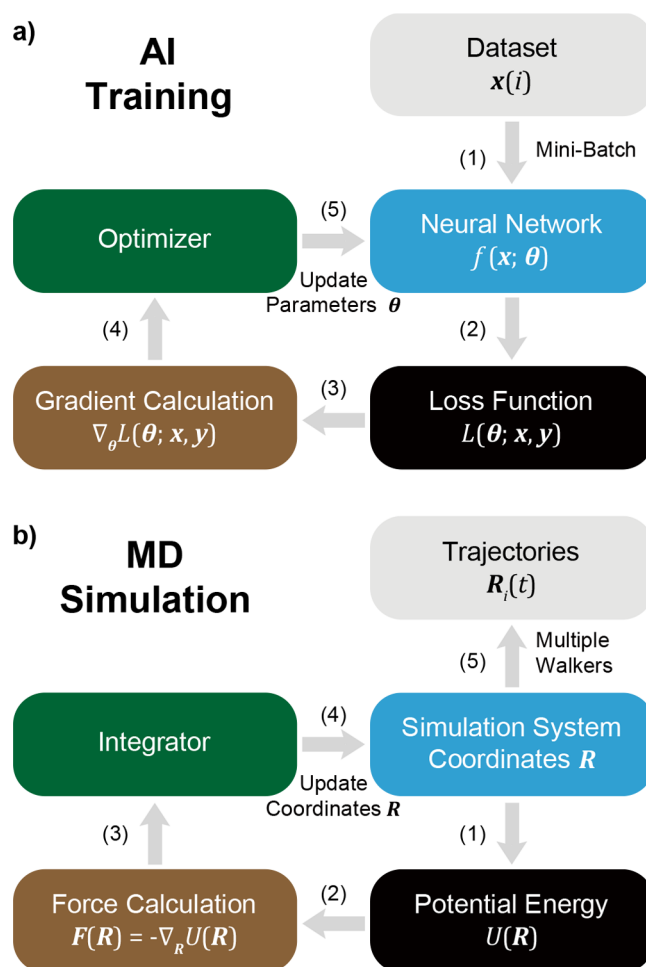 a)
AI
Training
Dataset
x(i)
(1)
Mini-Batch
Optimizer
(5)
Update
Parameters θ
Neural Network
f(x; θ)
(4)
(2)
Gradient Calculation
∇θL(θ; x, y)
(3)
Loss Function
L(θ; x, y)
b)
MD
Simulation
Trajectories
Ri(t)
(5)
Multiple
Walkers
Integrator
(4)
Update
Coordinates R
Simulation System
Coordinates R
(3)
(1)
Force Calculation
F(R) = -∇RU(R)
(2)
Potential Energy
U(R)